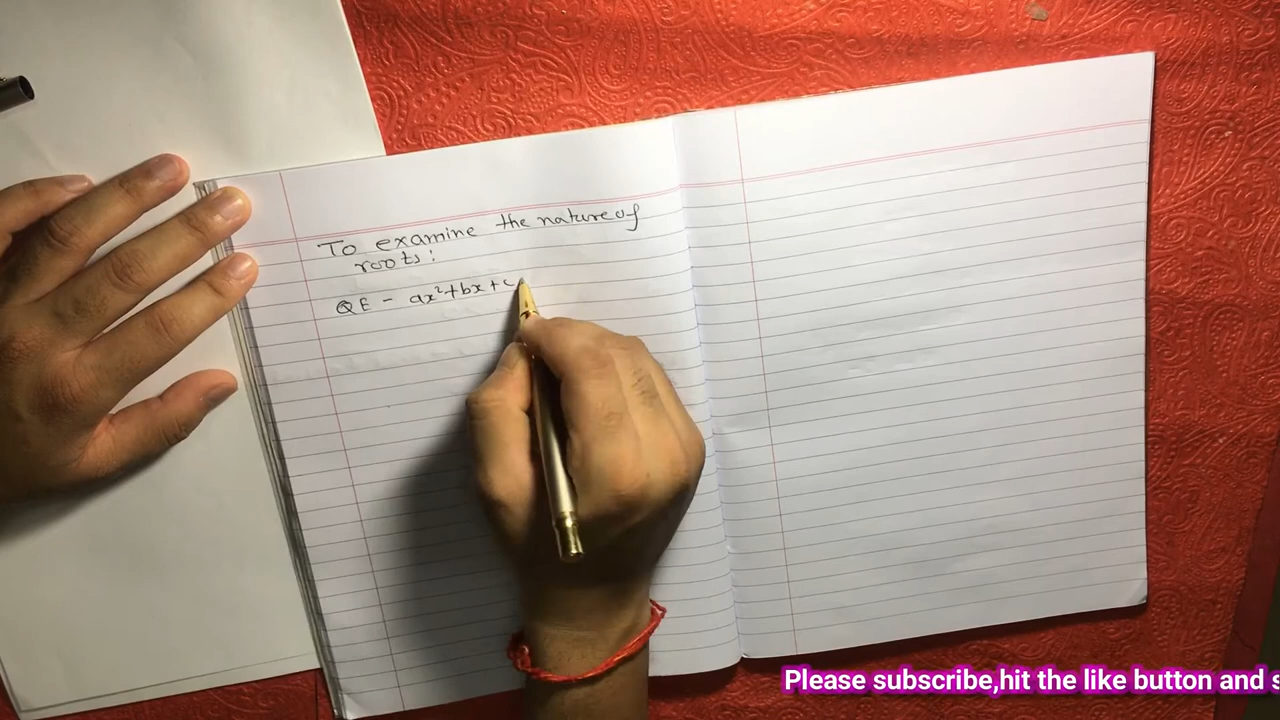 To examine the nature of
roots:
QE - ax²+bx+c
Please subscribe,hit the like button and s